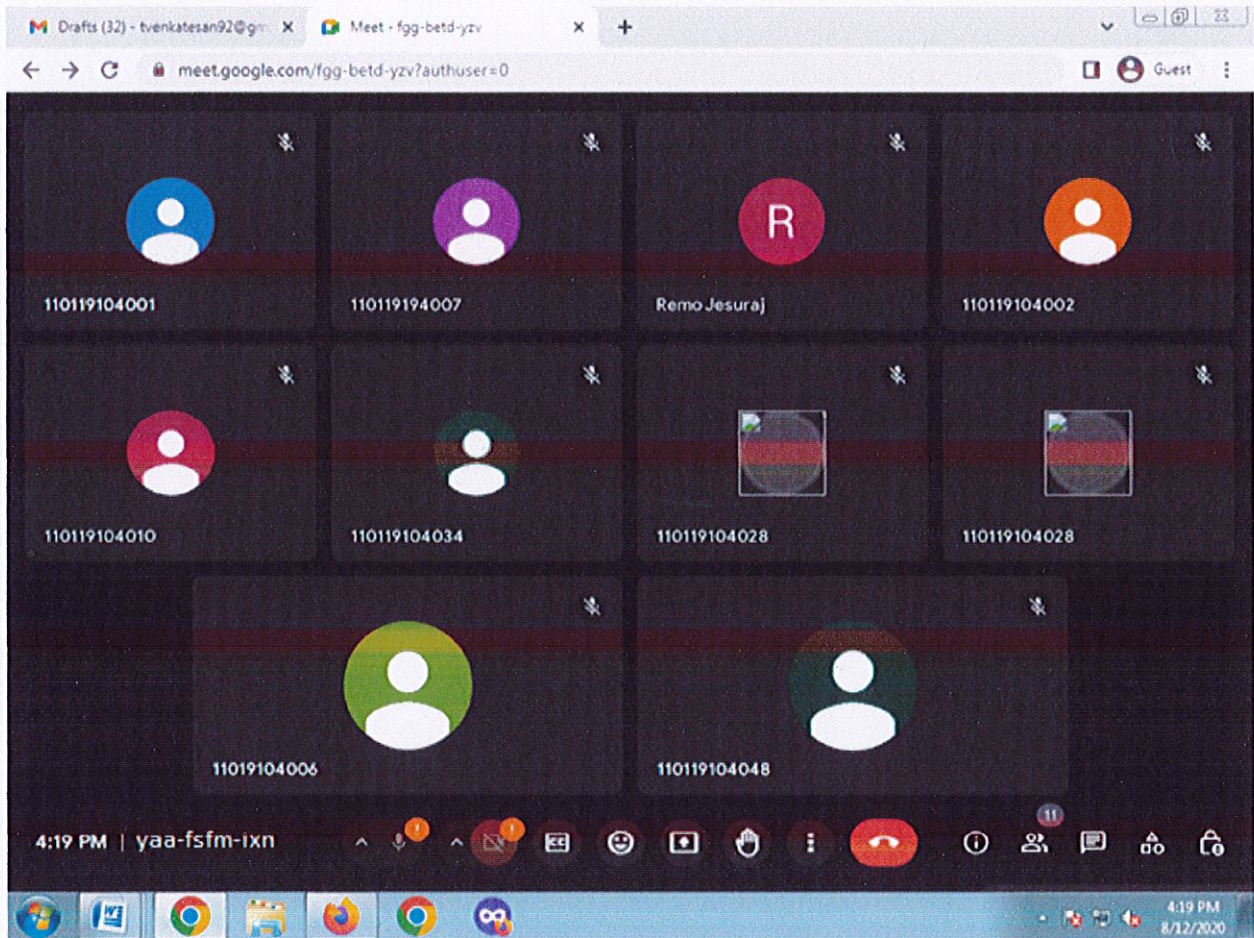 Drafts (32) - tvenkatesan92@gm
Meet - fgg-betd-yzv
meet.google.com/fgg-betd-yzv?authuser=0
Guest
110119104001
110119194007
R
Remo Jesuraj
110119104002
110119104010
110119104034
110119104028
110119104028
11019104006
110119104048
11
4:19 PM | yaa-fsfm-ixn
CC
4:19 PM
8/12/2020